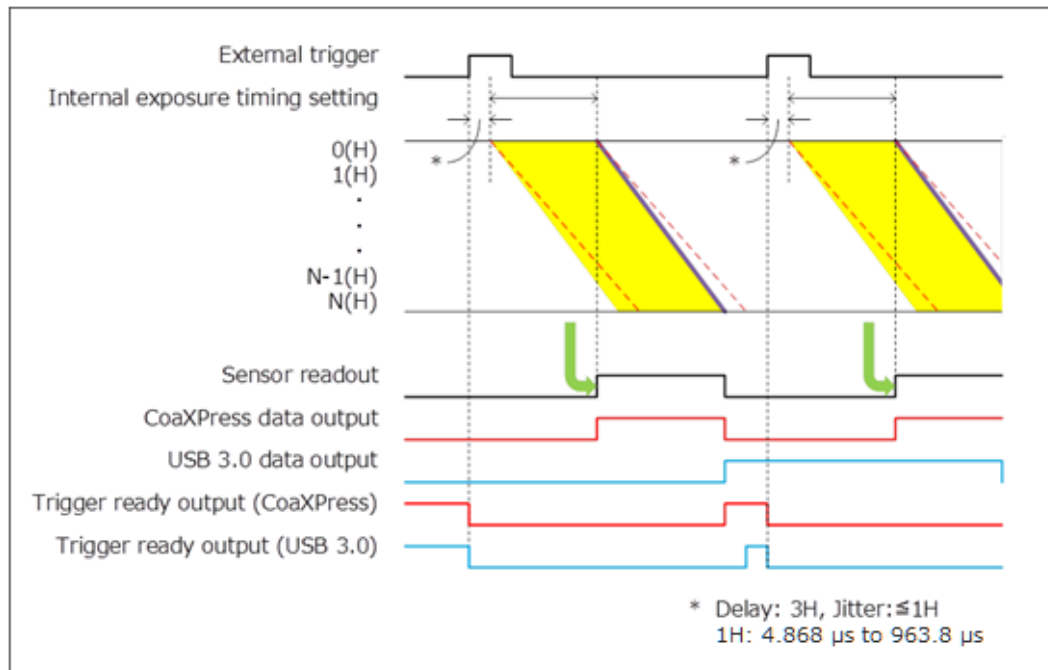 External trigger
Internal exposure timing setting
*
*
0(H)
1(H)
.
.
.
N-1(H)
N(H)
Sensor readout
CoaXPress data output
USB 3.0 data output
Trigger ready output (CoaXPress)
Trigger ready output (USB 3.0)
* Delay: 3H, Jitter:≦1H
1H: 4.868 μs to 963.8 μs